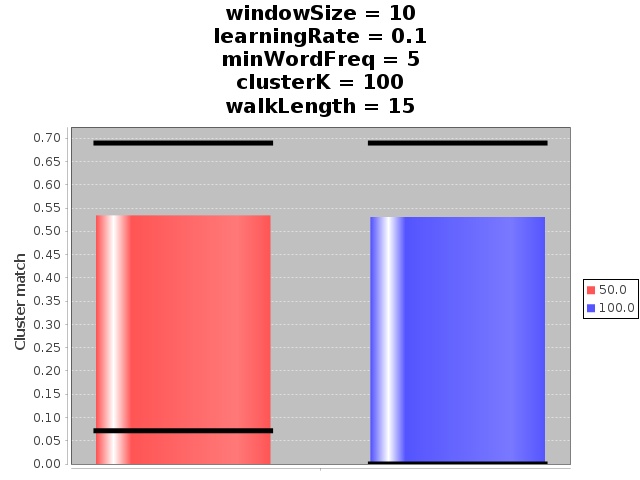 windowSize = 10
learningRate = 0.1
minWordFreq = 5
clusterK = 100
walkLength = 15
0.70
0.65
0.60
0.55
0.50
0.45
0.40
0.35
0.30
0.25
0.20
0.15
0.10
0.05
0.00
Cluster match
50.0
100.0